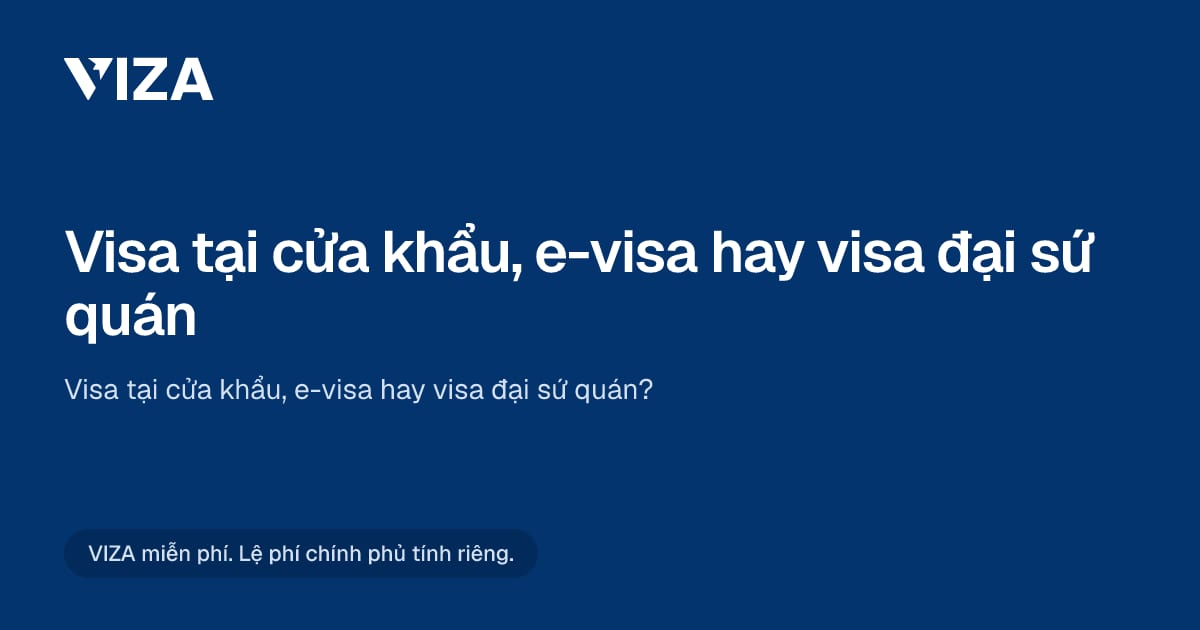 VIZA
Visa tại cửa khẩu, e-visa hay visa đại sứ
quán
Visa tại cửa khẩu, e-visa hay visa đại sứ quán?
VIZA miễn phí. Lệ phí chính phủ tính riêng.